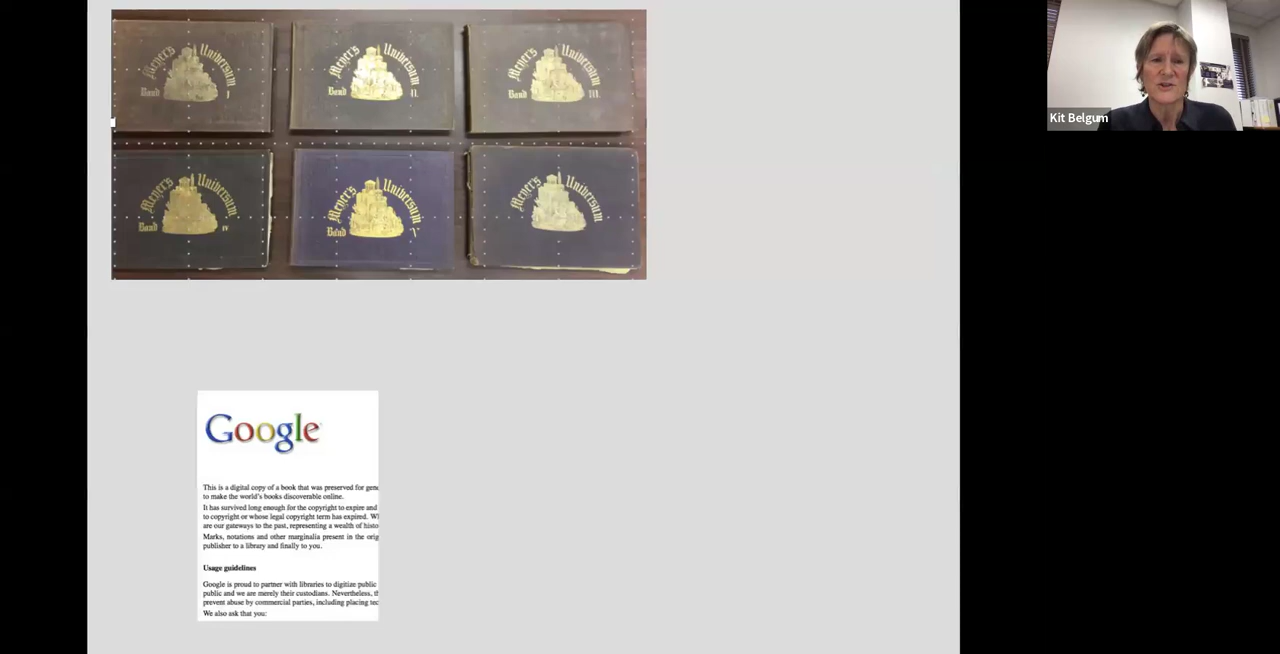 Meyer's Universum
Band I
Meyer's Universum
Band II.
Meyer's Universum
Band III.
Meyer's Universum
Band IV
Meyer's Universum
Band V
Meyer's Universum
Kit Belgum
Google
This is a digital copy of a book that was preserved for gene
to make the world's books discoverable online.
It has survived long enough for the copyright to expire and
to copyright or whose legal copyright term has expired. Wh
are our gateways to the past, representing a wealth of histo
Marks, notations and other marginalia present in the orig
publisher to a library and finally to you.
Usage guidelines
Google is proud to partner with libraries to digitize public
public and we are merely their custodians. Nevertheless, th
prevent abuse by commercial parties, including placing tec
We also ask that you: